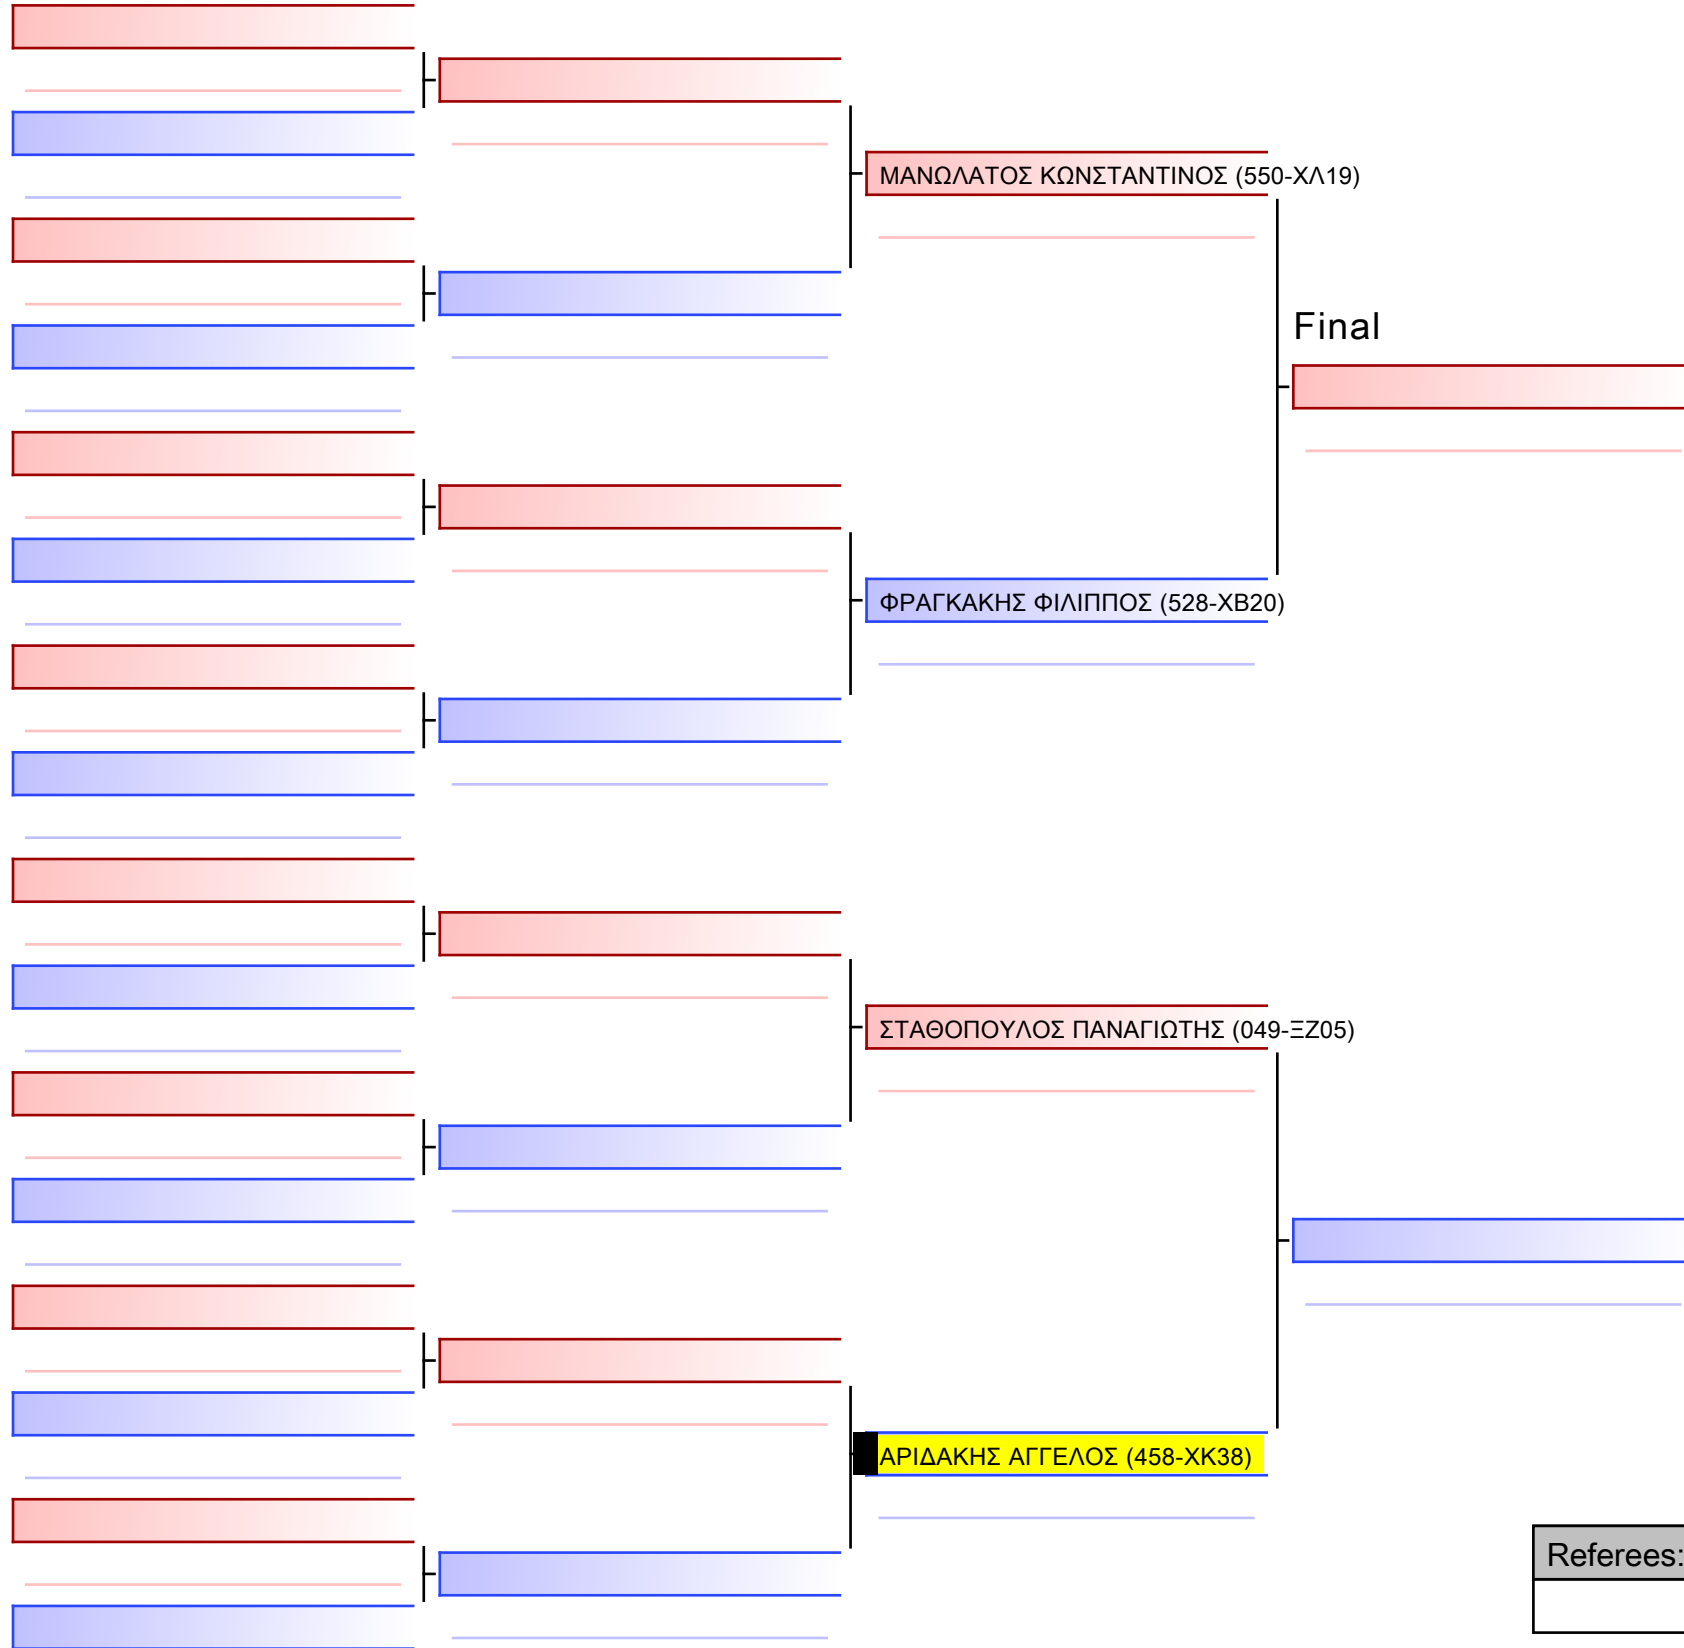 ΜΑΝΩΛΑΤΟΣ ΚΩΝΣΤΑΝΤΙΝΟΣ (550-ΧΛ19)
Final
ΦΡΑΓΚΑΚΗΣ ΦΙΛΙΠΠΟΣ (528-ΧΒ20)
ΣΤΑΘΟΠΟΥΛΟΣ ΠΑΝΑΓΙΩΤΗΣ (049-ΞΖ05)
ΑΡΙΔΑΚΗΣ ΑΓΓΕΛΟΣ (458-ΧΚ38)
Referees: